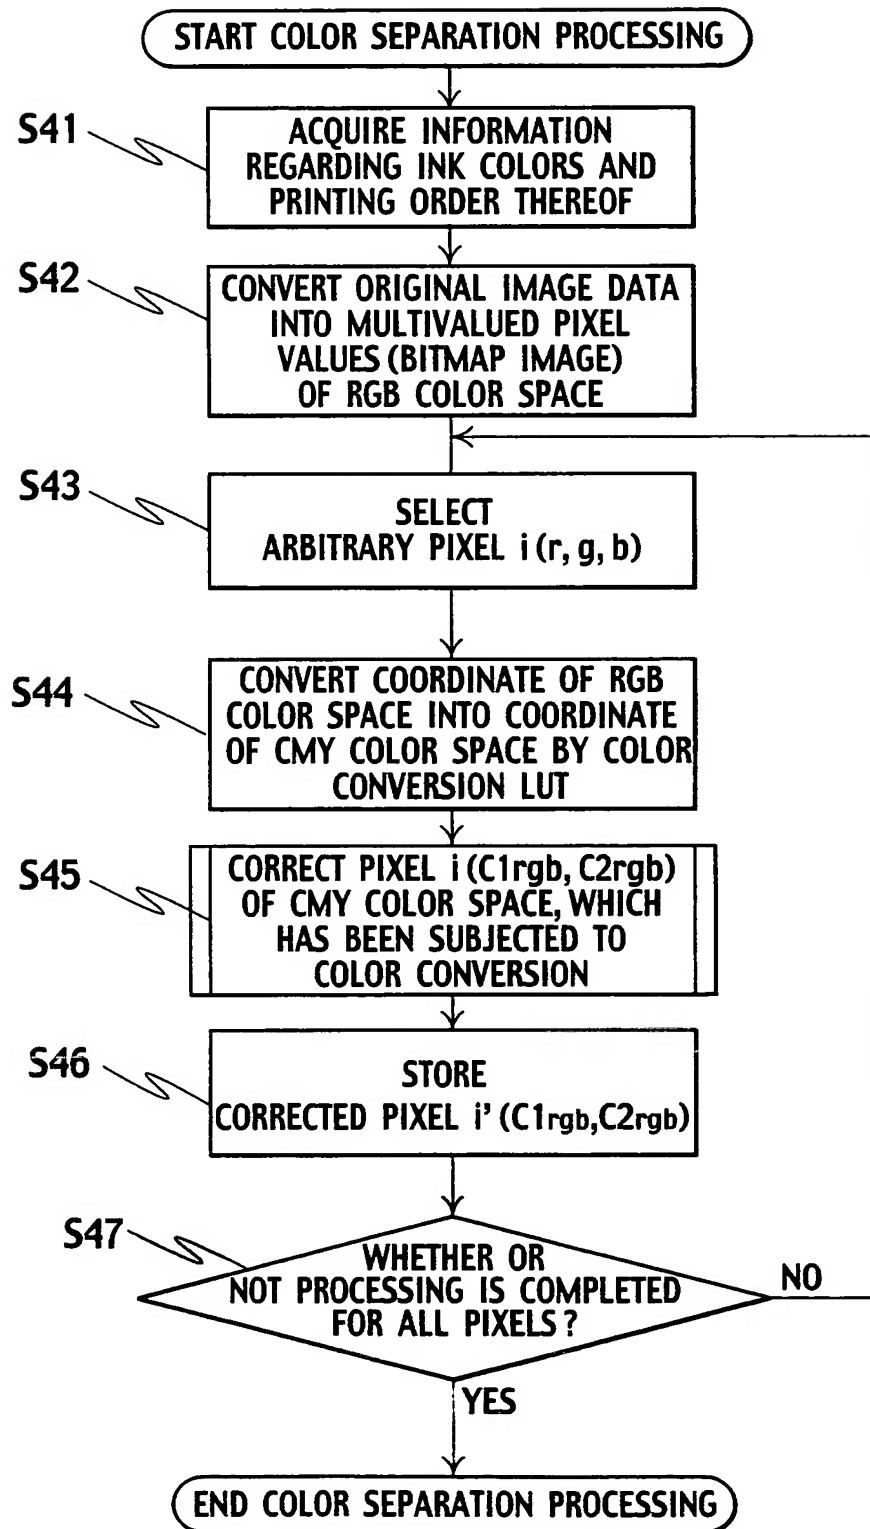 START COLOR SEPARATION PROCESSING
S41
ACQUIRE INFORMATION
REGARDING INK COLORS AND
PRINTING ORDER THEREOF
S42
CONVERT ORIGINAL IMAGE DATA
INTO MULTIVALUED PIXEL
VALUES (BITMAP IMAGE)
OF RGB COLOR SPACE
S43
SELECT
ARBITRARY PIXEL i (r, g, b)
S44
CONVERT COORDINATE OF RGB
COLOR SPACE INTO COORDINATE
OF CMY COLOR SPACE BY COLOR
CONVERSION LUT
S45
CORRECT PIXEL i (C1rgb, C2rgb)
OF CMY COLOR SPACE, WHICH
HAS BEEN SUBJECTED TO
COLOR CONVERSION
S46
STORE
CORRECTED PIXEL i' (C1rgb,C2rgb)
S47
WHETHER OR
NOT PROCESSING IS COMPLETED
FOR ALL PIXELS ?
NO
YES
END COLOR SEPARATION PROCESSING